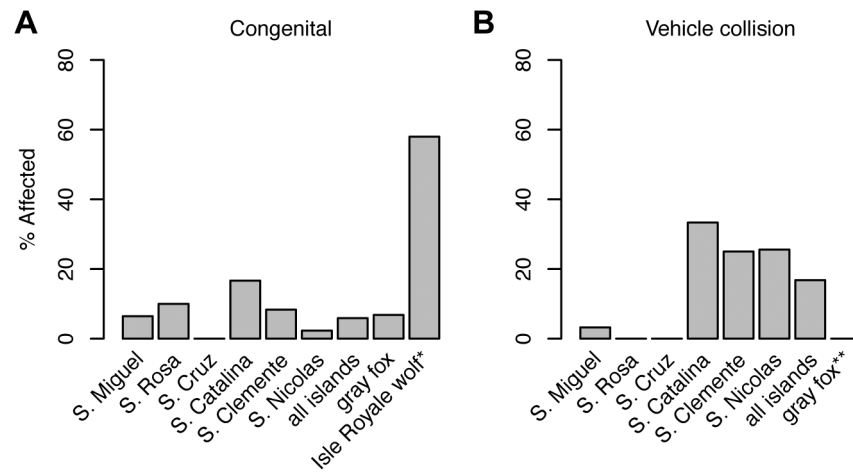 A
Congenital
% Affected
80
60
40
20
0
S. Miguel
S. Rosa
S. Cruz
S. Catalina
S. Clemente
S. Nicolas
all islands
gray fox
Isle Royale wolf*
B
Vehicle collision
80
60
40
20
0
S. Miguel
S. Rosa
S. Cruz
S. Catalina
S. Clemente
S. Nicolas
all islands
gray fox**